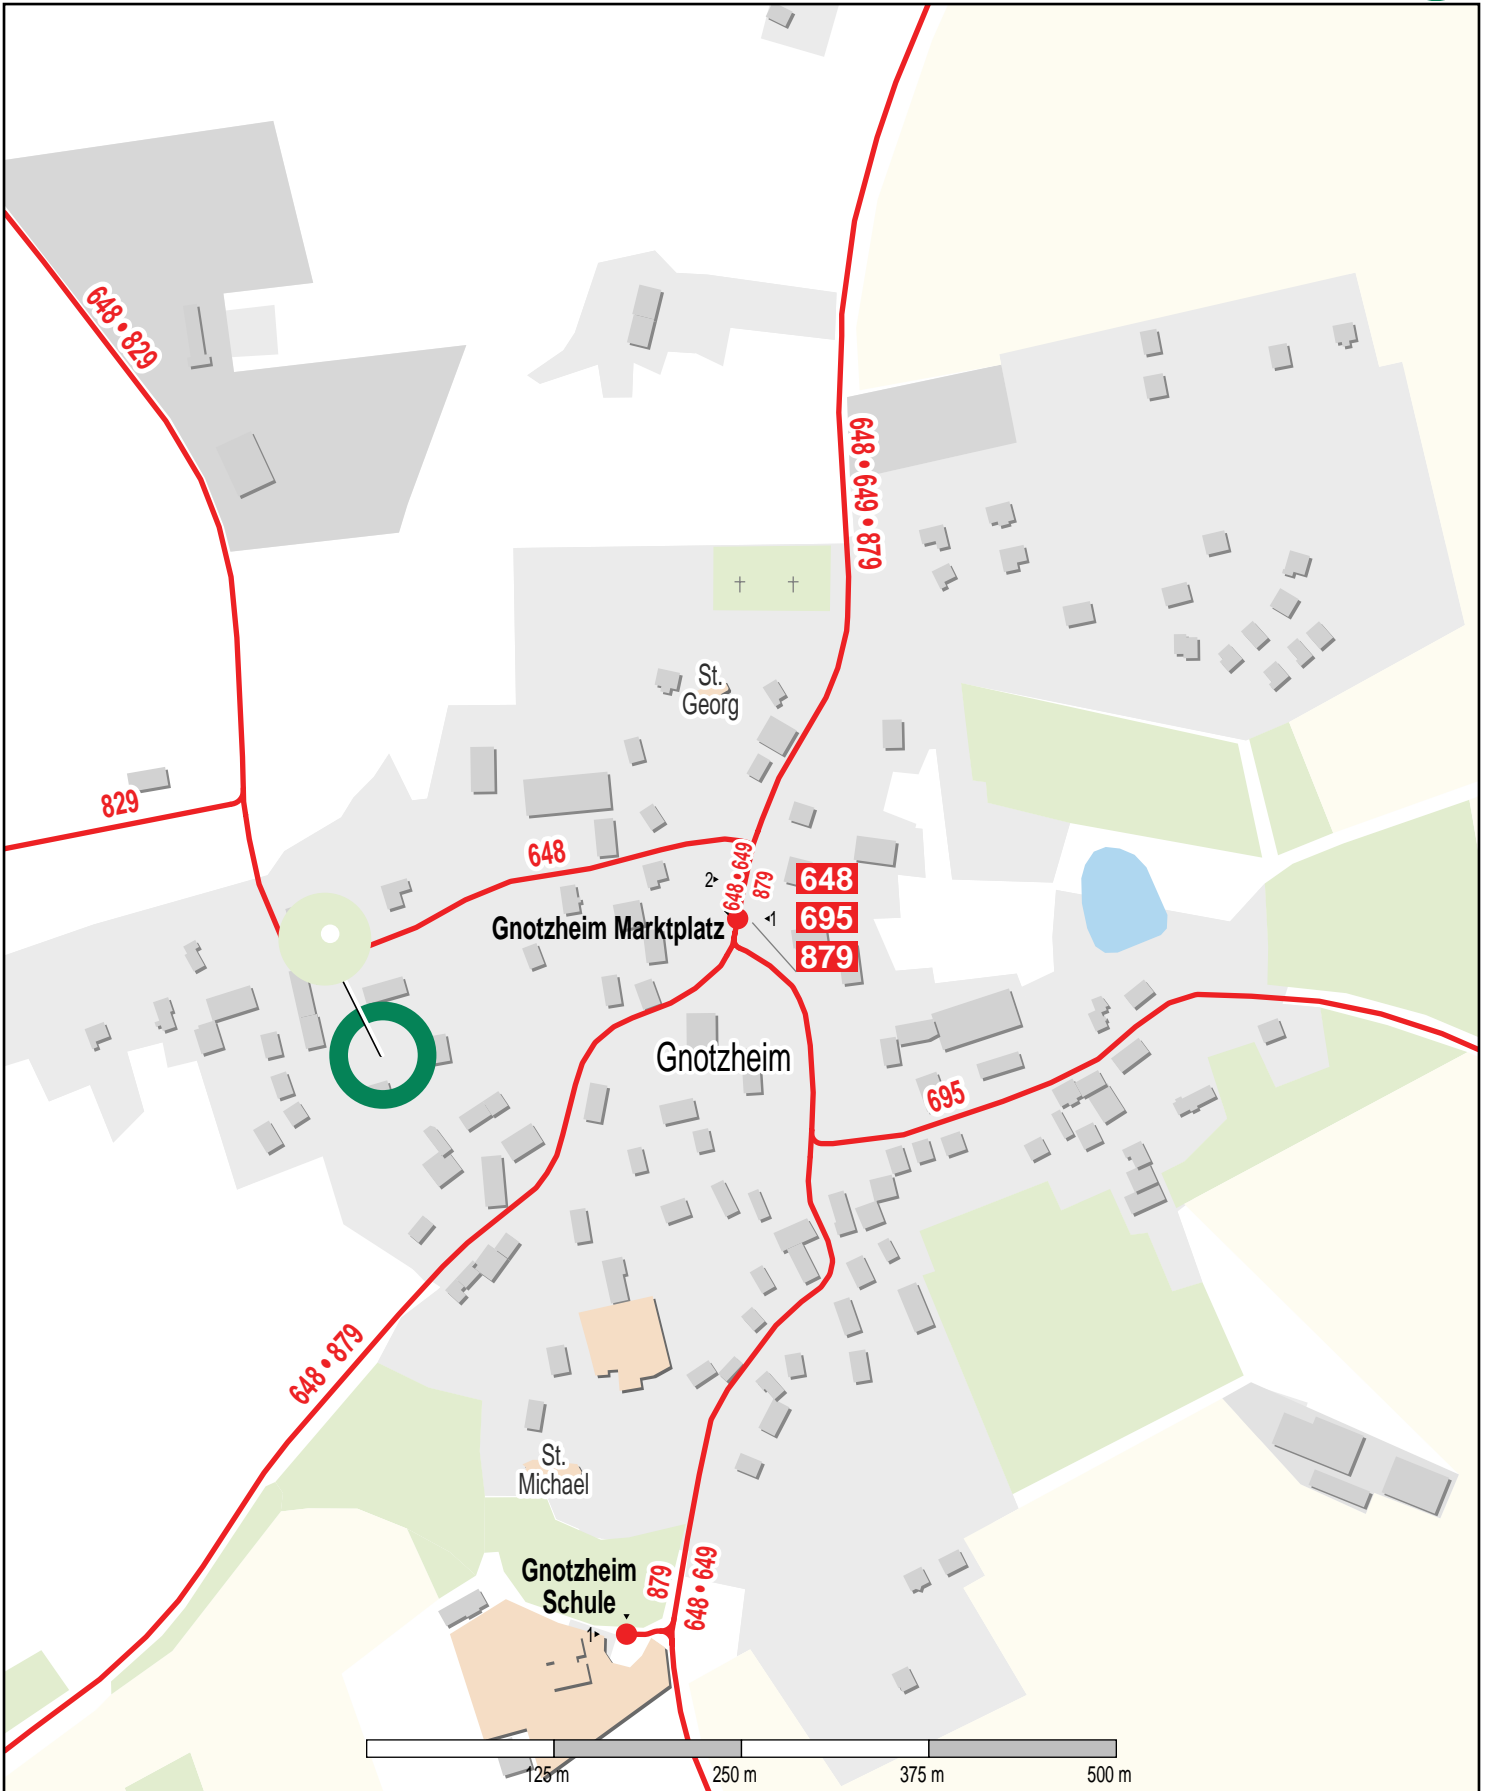 648 • 829
648 • 649 • 879
St.
Georg
829
648
648 • 649
879
2
1
648
695
879
Gnotzheim Marktplatz
Gnotzheim
695
648 • 879
St.
Michael
Gnotzheim
Schule
879
648 • 649
1
125 m
250 m
375 m
500 m